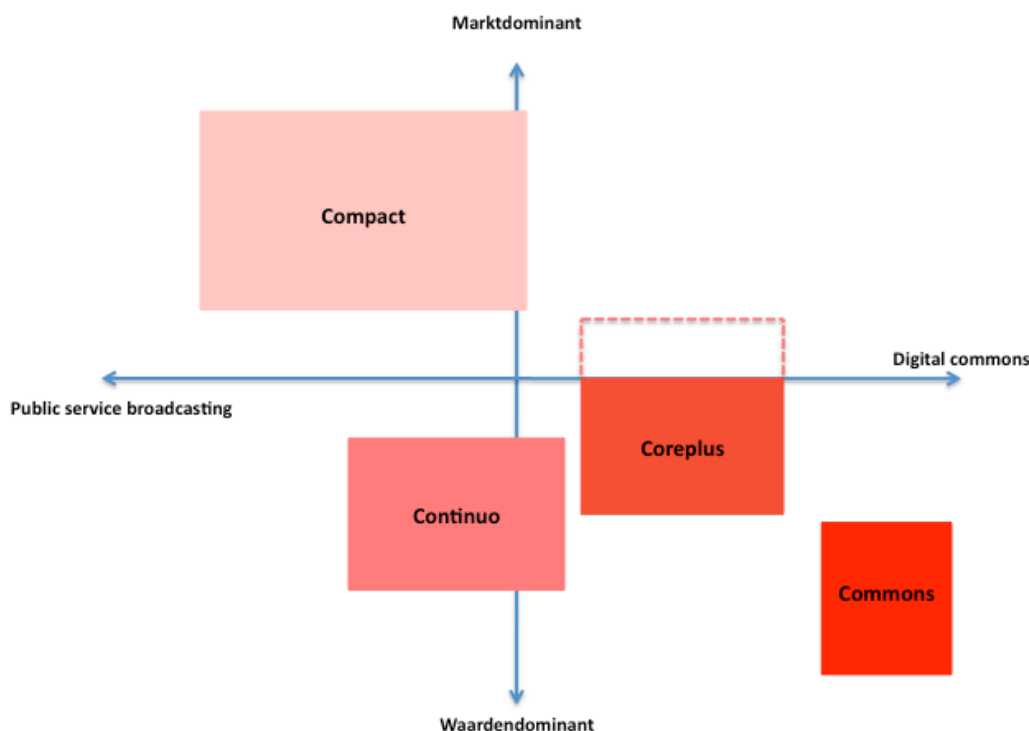 Marktdominant
Compact
Digital commons
Public service broadcasting
Coreplus
Continuo
Commons
Waardendominant